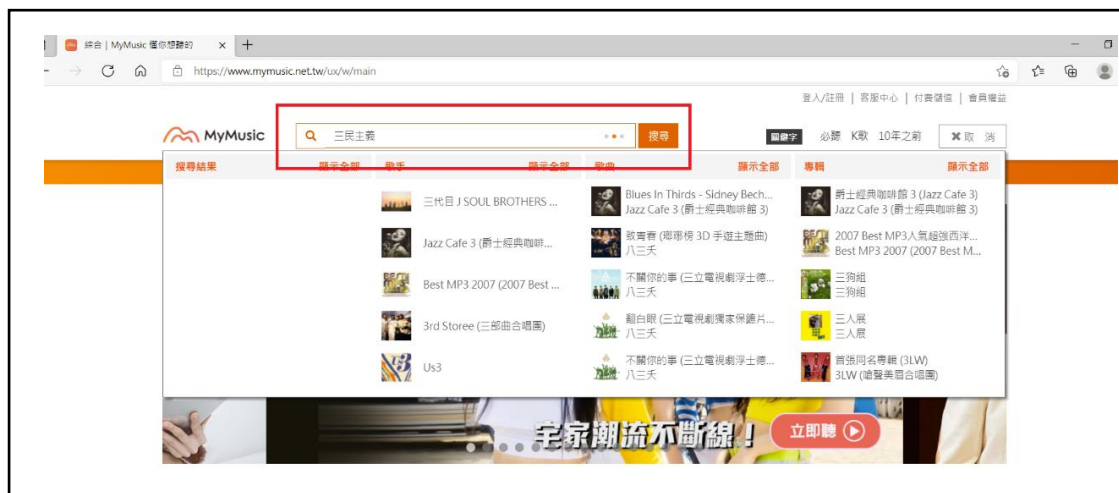 綜合 | MyMusic 懂你想聽的
https://www.mymusic.net.tw/ux/w/main
登入/註冊 | 客服中心 | 付費儲值 | 會員權益
MyMusic
三民主義
搜尋
關鍵字
必聽 K歌 10年之前
取 消
搜尋結果
顯示全部
歌手
顯示全部
歌曲
顯示全部
專輯
顯示全部
三代目 J SOUL BROTHERS ...
Jazz Cafe 3 (爵士經典咖啡...
Best MP3 2007 (2007 Best ...
3rd Storee (三部曲合唱團)
Us3
Blues In Thirds - Sidney Bech...
Jazz Cafe 3 (爵士經典咖啡館 3)
致青春 (瑯琊榜 3D 手遊主題曲)
八三夭
不關你的事 (三立電視劇浮士德...
八三夭
翻白眼 (三立電視劇獨家保鑣片...
八三夭
不關你的事 (三立電視劇浮士德...
八三夭
爵士經典咖啡館 3 (Jazz Cafe 3)
Jazz Cafe 3 (爵士經典咖啡館 3)
2007 Best MP3人氣超強西洋...
Best MP3 2007 (2007 Best M...
三狗組
三狗組
三人展
三人展
首張同名專輯 (3LW)
3LW (嗆聲美眉合唱團)
宅家潮流不斷線！
立即聽